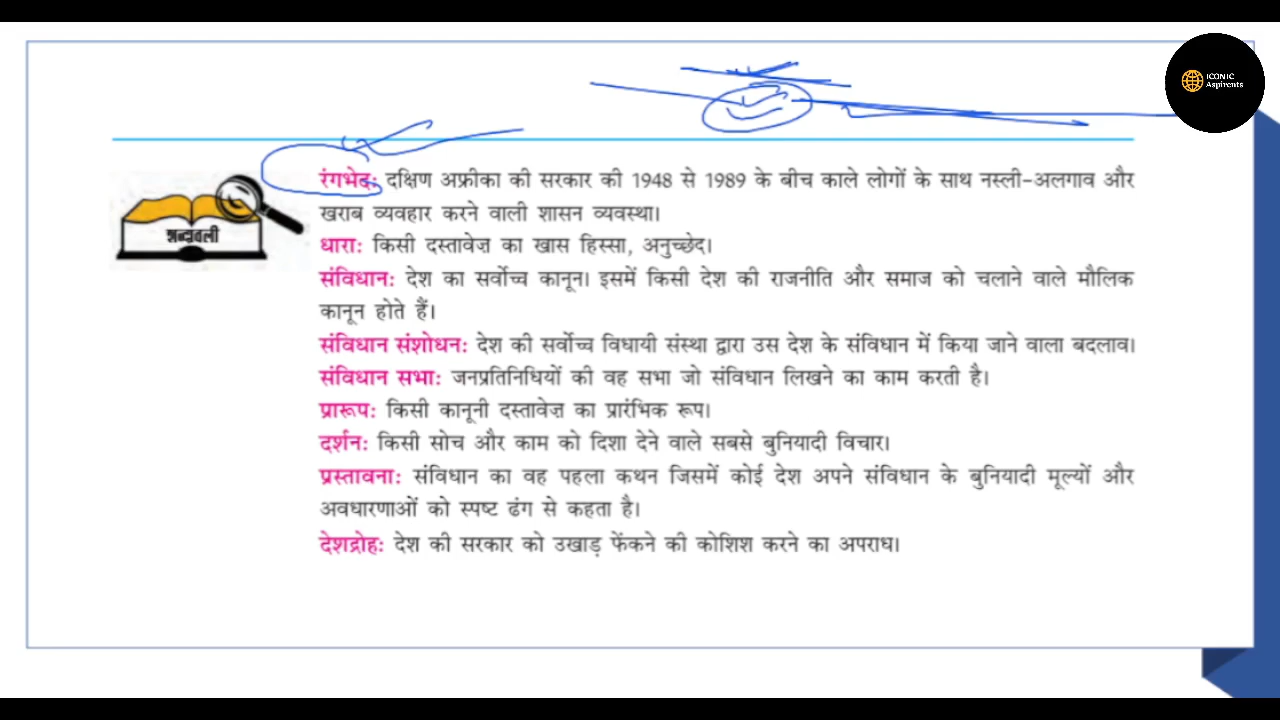 ICONIC
Aspirents
शब्दावली
रंगभेद: दक्षिण अफ्रीका की सरकार की 1948 से 1989 के बीच काले लोगों के साथ नस्ली-अलगाव और
खराब व्यवहार करने वाली शासन व्यवस्था।
धारा: किसी दस्तावेज़ का खास हिस्सा, अनुच्छेद।
संविधान: देश का सर्वोच्च कानून। इसमें किसी देश की राजनीति और समाज को चलाने वाले मौलिक
कानून होते हैं।
संविधान संशोधन: देश की सर्वोच्च विधायी संस्था द्वारा उस देश के संविधान में किया जाने वाला बदलाव।
संविधान सभा: जनप्रतिनिधियों की वह सभा जो संविधान लिखने का काम करती है।
प्रारूप: किसी कानूनी दस्तावेज़ का प्रारंभिक रूप।
दर्शन: किसी सोच और काम को दिशा देने वाले सबसे बुनियादी विचार।
प्रस्तावना: संविधान का वह पहला कथन जिसमें कोई देश अपने संविधान के बुनियादी मूल्यों और
अवधारणाओं को स्पष्ट ढंग से कहता है।
देशद्रोह: देश की सरकार को उखाड़ फेंकने की कोशिश करने का अपराध।